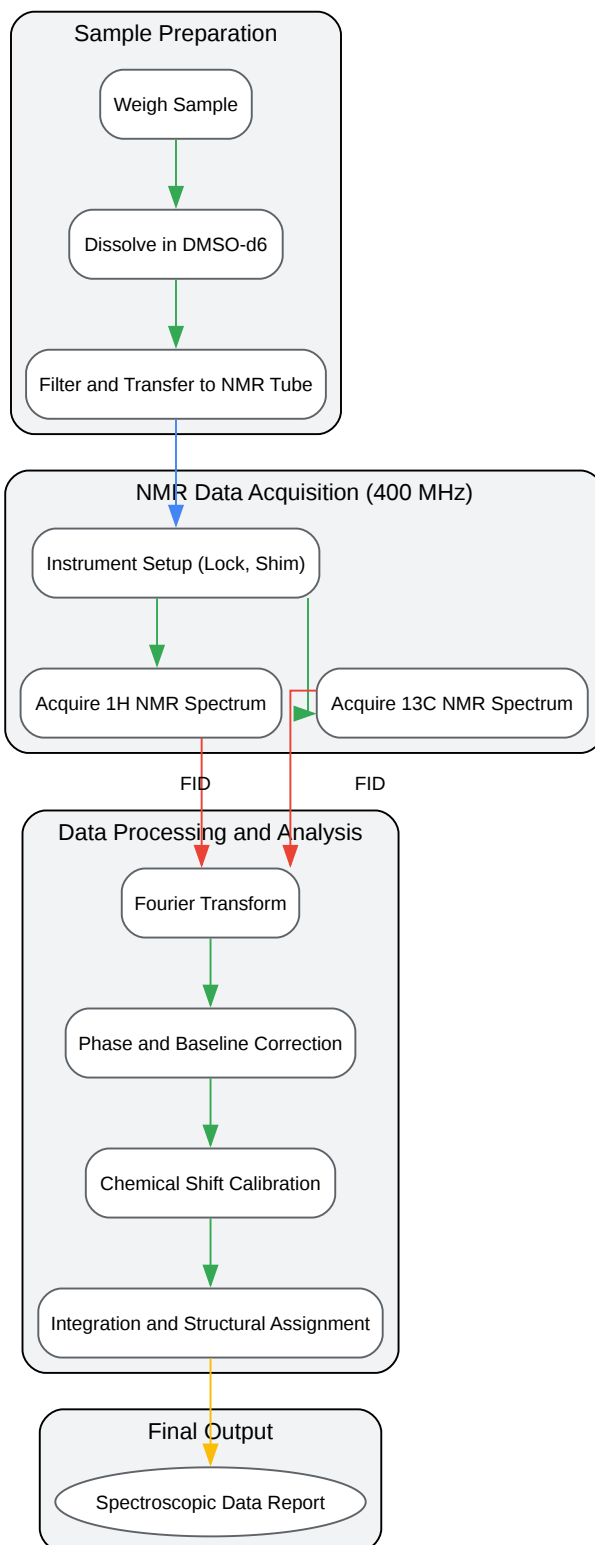 Sample Preparation
Weigh Sample
Dissolve in DMSO-d6
Filter and Transfer to NMR Tube
NMR Data Acquisition (400 MHz)
Instrument Setup (Lock, Shim)
Acquire 1H NMR Spectrum
Acquire 13C NMR Spectrum
FID
FID
Data Processing and Analysis
Fourier Transform
Phase and Baseline Correction
Chemical Shift Calibration
Integration and Structural Assignment
Final Output
Spectroscopic Data Report